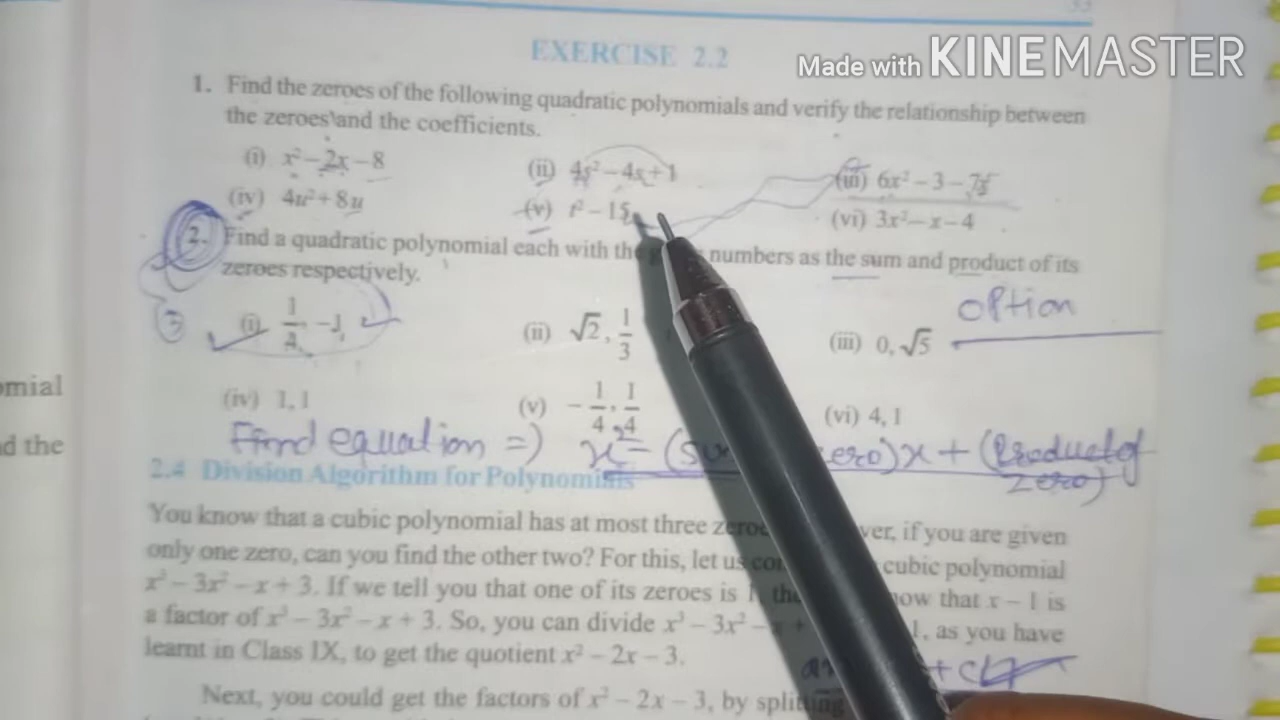 Made with KINEMASTER
EXERCISE 2.2
1. Find the zeroes of the following quadratic polynomials and verify the relationship between
the zeroes and the coefficients.
(i) x² – 2x – 8 (ii) 4s² – 4s + 1 (iii) 6x² – 3 – 7x
(iv) 4u² + 8u (v) t² – 15 (vi) 3x² – x – 4
2. Find a quadratic polynomial each with the numbers as the sum and product of its
zeroes respectively.
option
(i) 1/4, –1 (ii) √2, 1/3 (iii) 0, √5
(iv) 1, 1 (v) –1/4, 1/4 (vi) 4, 1
Find equation => x² – (su ero)x + (Product of
zero)
2.4 Division Algorithm for Polynomials
You know that a cubic polynomial has at most three zeroe ver, if you are given
only one zero, can you find the other two? For this, let us co cubic polynomial
x³ – 3x² – x + 3. If we tell you that one of its zeroes is 1, the now that x – 1 is
a factor of x³ – 3x² – x + 3. So, you can divide x³ – 3x² – x + 1, as you have
learnt in Class IX, to get the quotient x² – 2x – 3.
Next, you could get the factors of x² – 2x – 3, by splitting
omial
d the